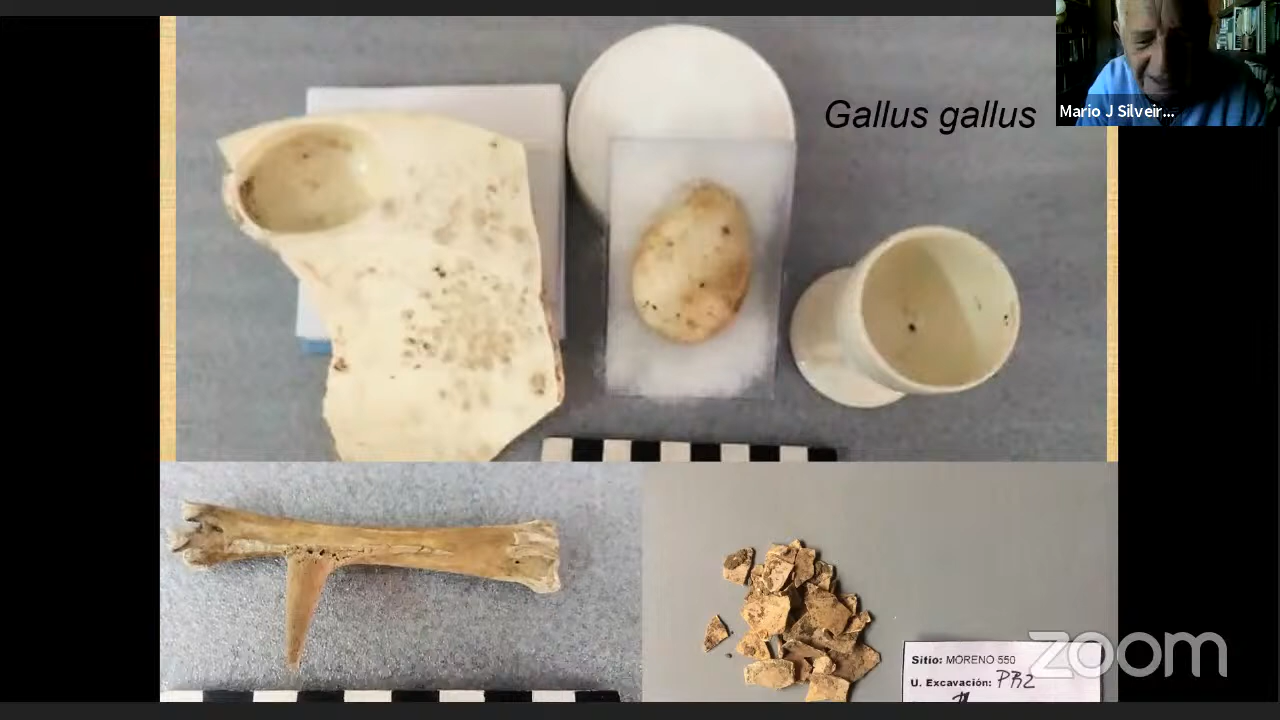 Gallus gallus
Mario J Silveir...
Sitio: MORENO 550
U. Excavación: PB2
zoom